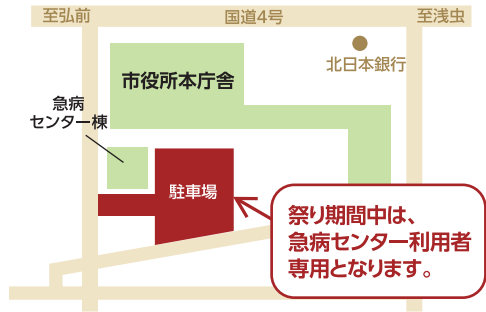 至弘前
国道4号
至浅虫
北日本銀行
市役所本庁舎
急病
センター棟
駐車場
祭り期間中は、
急病センター利用者
専用となります。